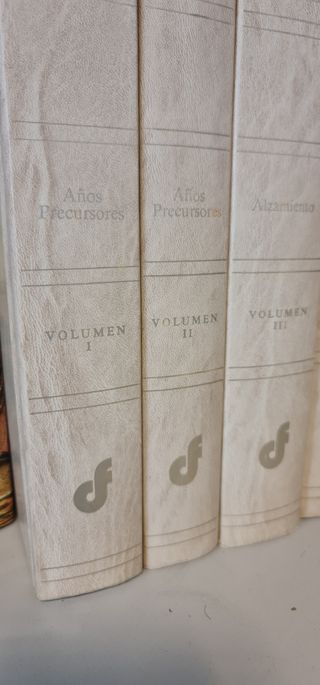 Años
Precursores
VOLUMEN
I
Años
Precursores
VOLUMEN
II
Alzamiento
VOLUMEN
III